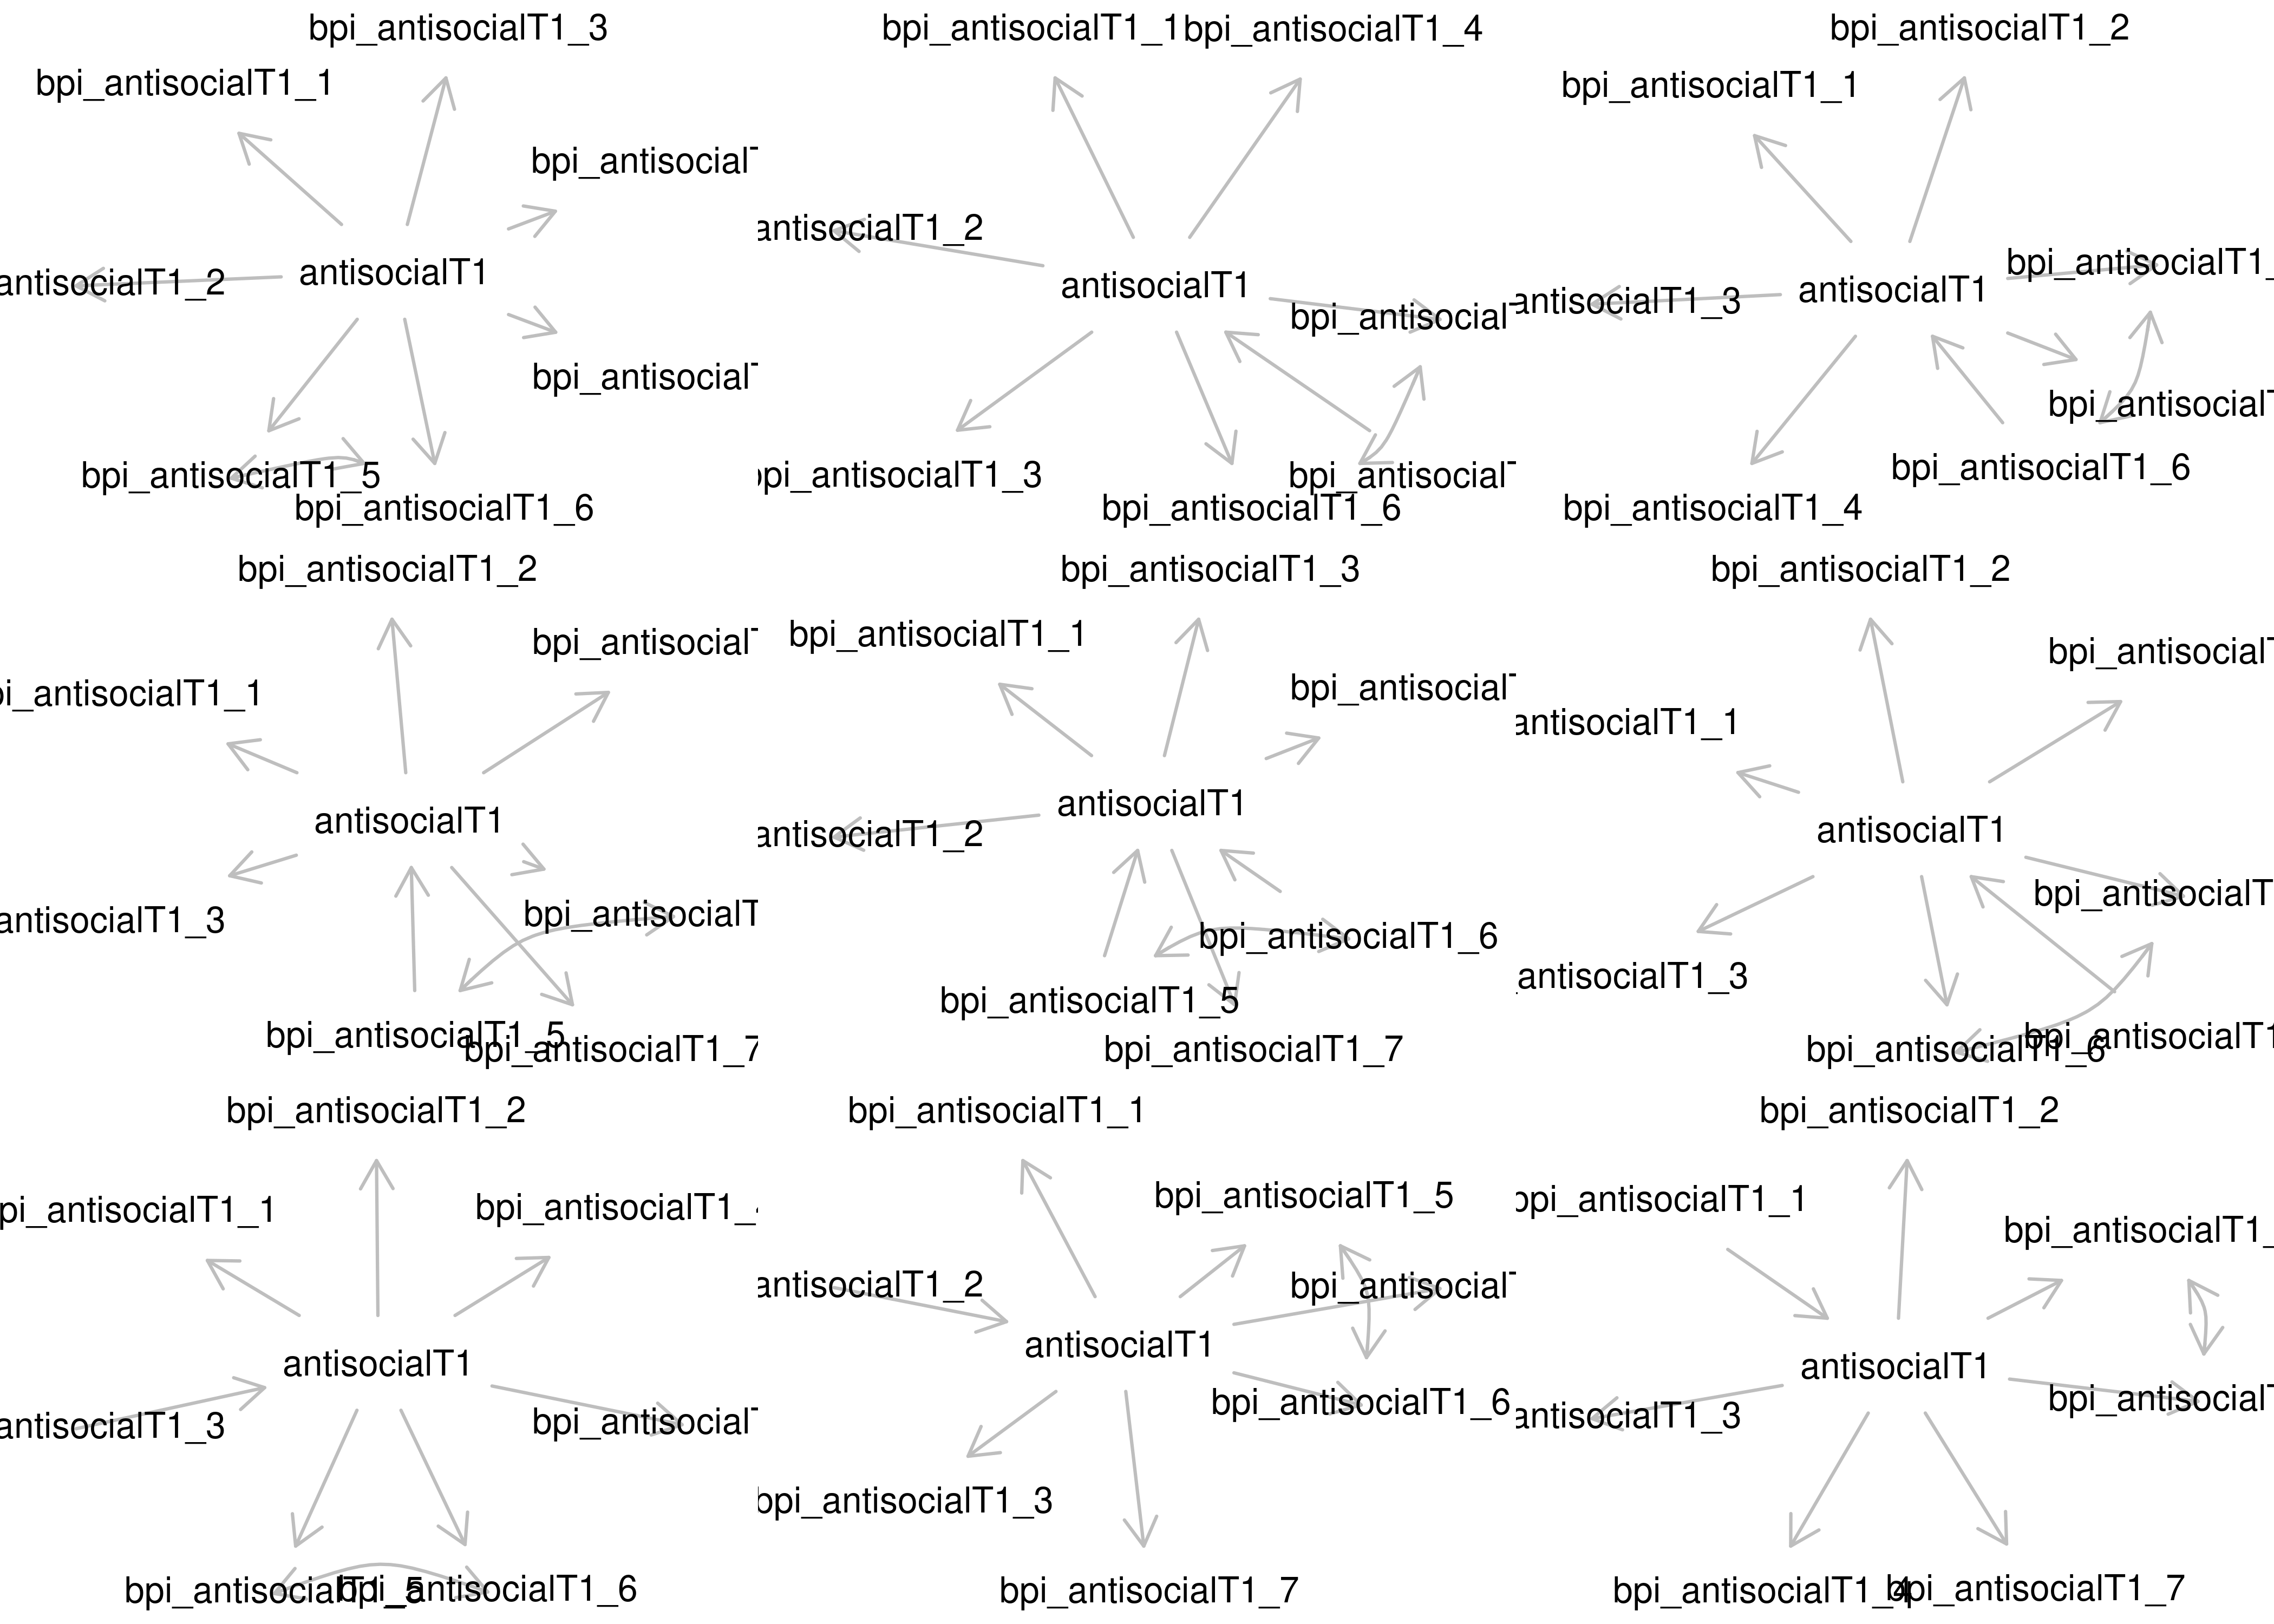 bpi_antisocialT1_3
bpi_antisocialT1_1
bpi_antisocial
antisocialT1
antisocialT1_2
bpi_antisocial
bpi_antisocialT1_5
bpi_antisocialT1_6
bpi_antisocialT1_1
bpi_antisocialT1_4
antisocialT1_2
antisocialT1
bpi_antisocial
bpi_antisocialT1_3
bpi_antisocial
bpi_antisocialT1_6
bpi_antisocialT1_2
bpi_antisocialT1_1
bpi_antisocialT1_
antisocialT1
antisocialT1_3
bpi_antisocial
bpi_antisocialT1_6
bpi_antisocialT1_4
bpi_antisocialT1_2
bpi_antisocial
pi_antisocialT1_1
antisocialT1
bpi_antisocialT
antisocialT1_3
bpi_antisocialT1_5
bpi_antisocialT1_7
bpi_antisocialT1_3
bpi_antisocialT1_1
bpi_antisocial
antisocialT1
antisocialT1_2
bpi_antisocialT1_6
bpi_antisocialT1_5
bpi_antisocialT1_7
bpi_antisocialT1_2
bpi_antisocial
antisocialT1_1
antisocialT1
bpi_antisocialT
antisocialT1_3
bpi_antisocialT1
bpi_antisocialT1_6
bpi_antisocialT1_2
bpi_antisocialT1_
pi_antisocialT1_1
antisocialT1
bpi_antisocial
antisocialT1_3
bpi_antisocialT1_5
bpi_antisocialT1_6
bpi_antisocialT1_1
bpi_antisocialT1_5
antisocialT1_2
bpi_antisocial
antisocialT1
bpi_antisocialT1_6
bpi_antisocialT1_3
bpi_antisocialT1_7
bpi_antisocialT1_2
bpi_antisocialT1_1
bpi_antisocialT1_
antisocialT1
bpi_antisocial
antisocialT1_3
bpi_antisocialT1_4
bpi_antisocialT1_7